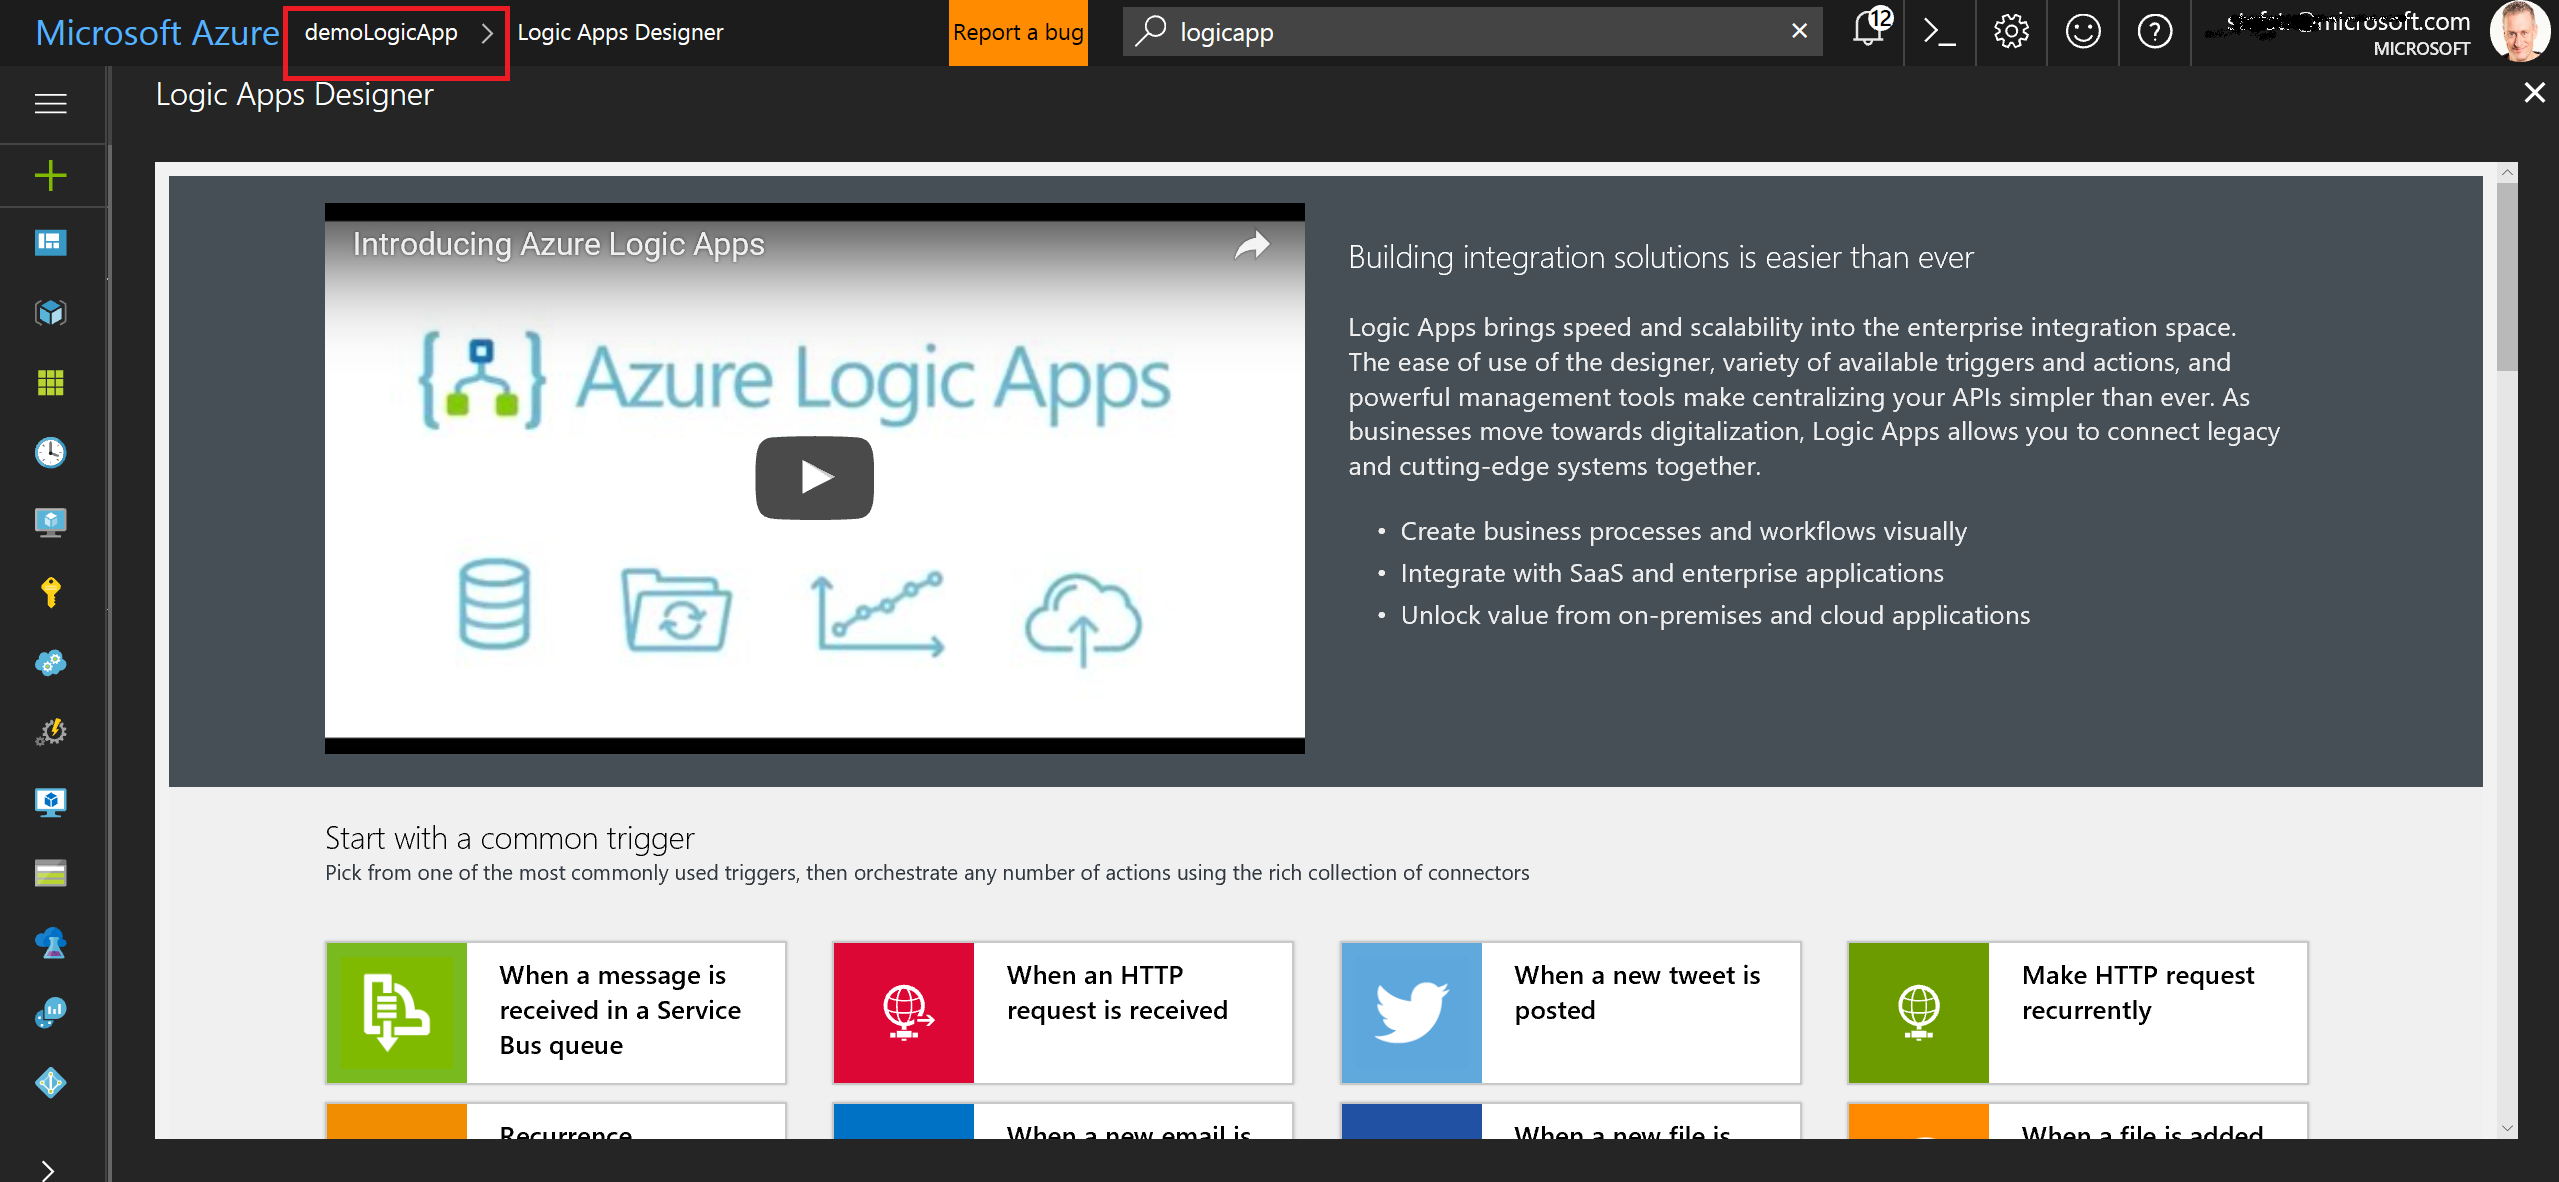 Microsoft Azure demoLogicApp > Logic Apps Designer Report a bug logicapp 12 @microsoft.com
MICROSOFT
Logic Apps Designer
Introducing Azure Logic Apps
Azure Logic Apps
Building integration solutions is easier than ever
Logic Apps brings speed and scalability into the enterprise integration space.
The ease of use of the designer, variety of available triggers and actions, and
powerful management tools make centralizing your APIs simpler than ever. As
businesses move towards digitalization, Logic Apps allows you to connect legacy
and cutting-edge systems together.
• Create business processes and workflows visually
• Integrate with SaaS and enterprise applications
• Unlock value from on-premises and cloud applications
Start with a common trigger
Pick from one of the most commonly used triggers, then orchestrate any number of actions using the rich collection of connectors
When a message is
received in a Service
Bus queue
When an HTTP
request is received
When a new tweet is
posted
Make HTTP request
recurrently
Recurrence
When a new email is
When a new file is
When a file is added